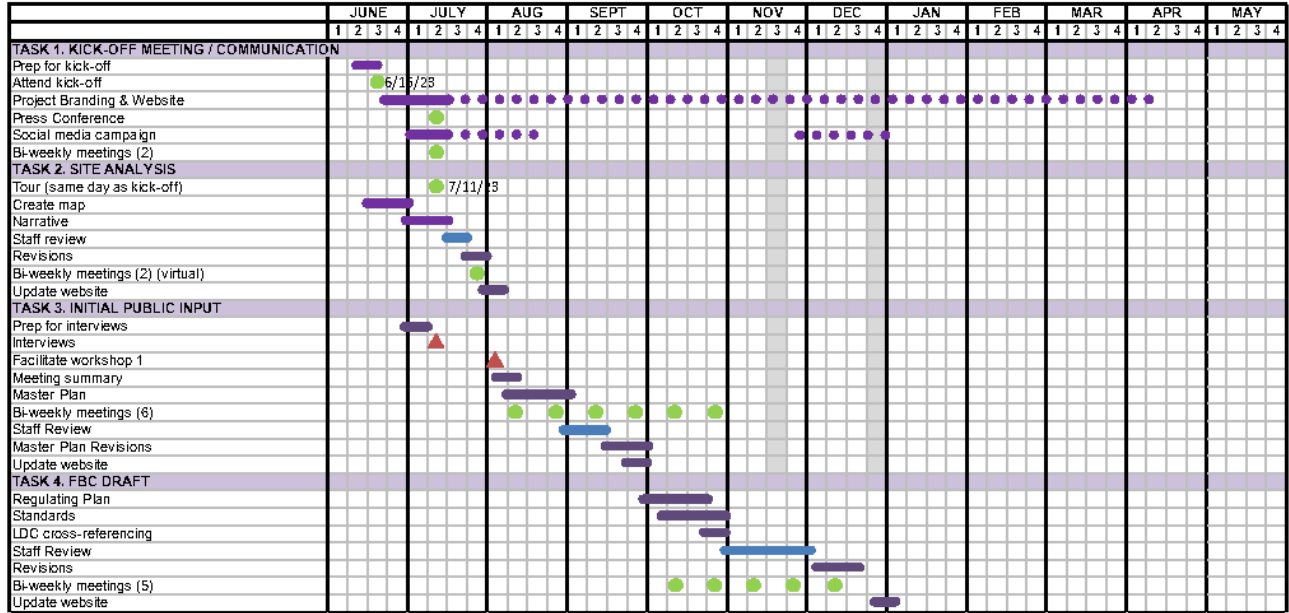 JUNE JULY AUG SEPT OCT NOV DEC JAN FEB MAR APR MAY
1 2 3 4 1 2 3 4 1 2 3 4 1 2 3 4 1 2 3 4 1 2 3 4 1 2 3 4 1 2 3 4 1 2 3 4 1 2 3 4 1 2 3 4 1 2 3 4
TASK 1. KICK-OFF MEETING / COMMUNICATION
Prep for kick-off
Attend kick-off 6/15/23
Project Branding & Website
Press Conference
Social media campaign
Bi-weekly meetings (2)
TASK 2. SITE ANALYSIS
Tour (same day as kick-off) 7/11/23
Create map
Narrative
Staff review
Revisions
Bi-weekly meetings (2) (virtual)
Update website
TASK 3. INITIAL PUBLIC INPUT
Prep for interviews
Interviews
Facilitate workshop 1
Meeting summary
Master Plan
Bi-weekly meetings (6)
Staff Review
Master Plan Revisions
Update website
TASK 4. FBC DRAFT
Regulating Plan
Standards
LDC cross-referencing
Staff Review
Revisions
Bi-weekly meetings (5)
Update website